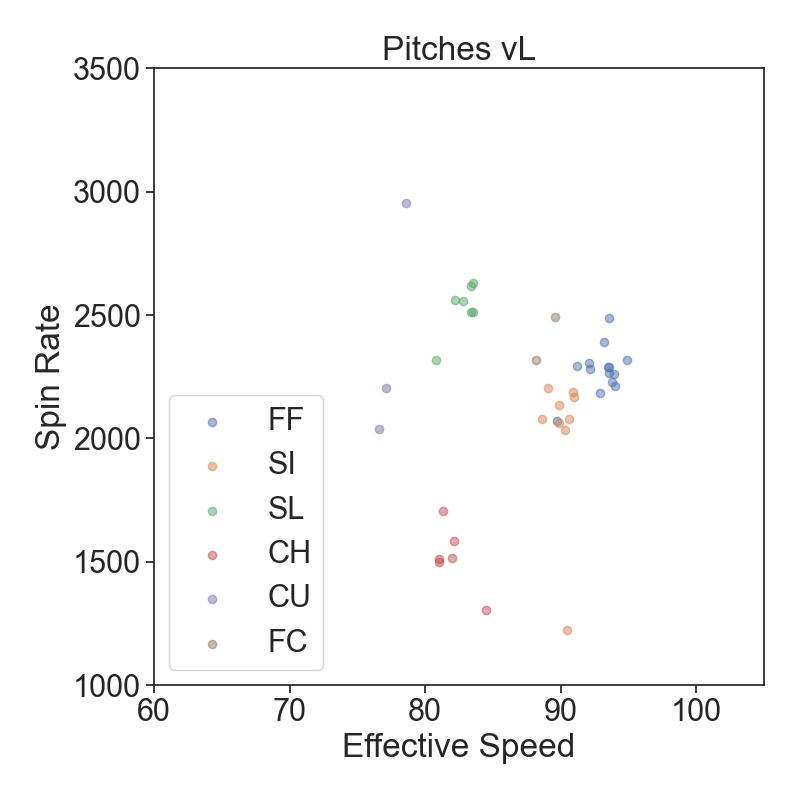 Pitches vL
3500
3000
2500
2000
1500
1000
Spin Rate
FF
SI
SL
CH
CU
FC
60 70 80 90 100
Effective Speed